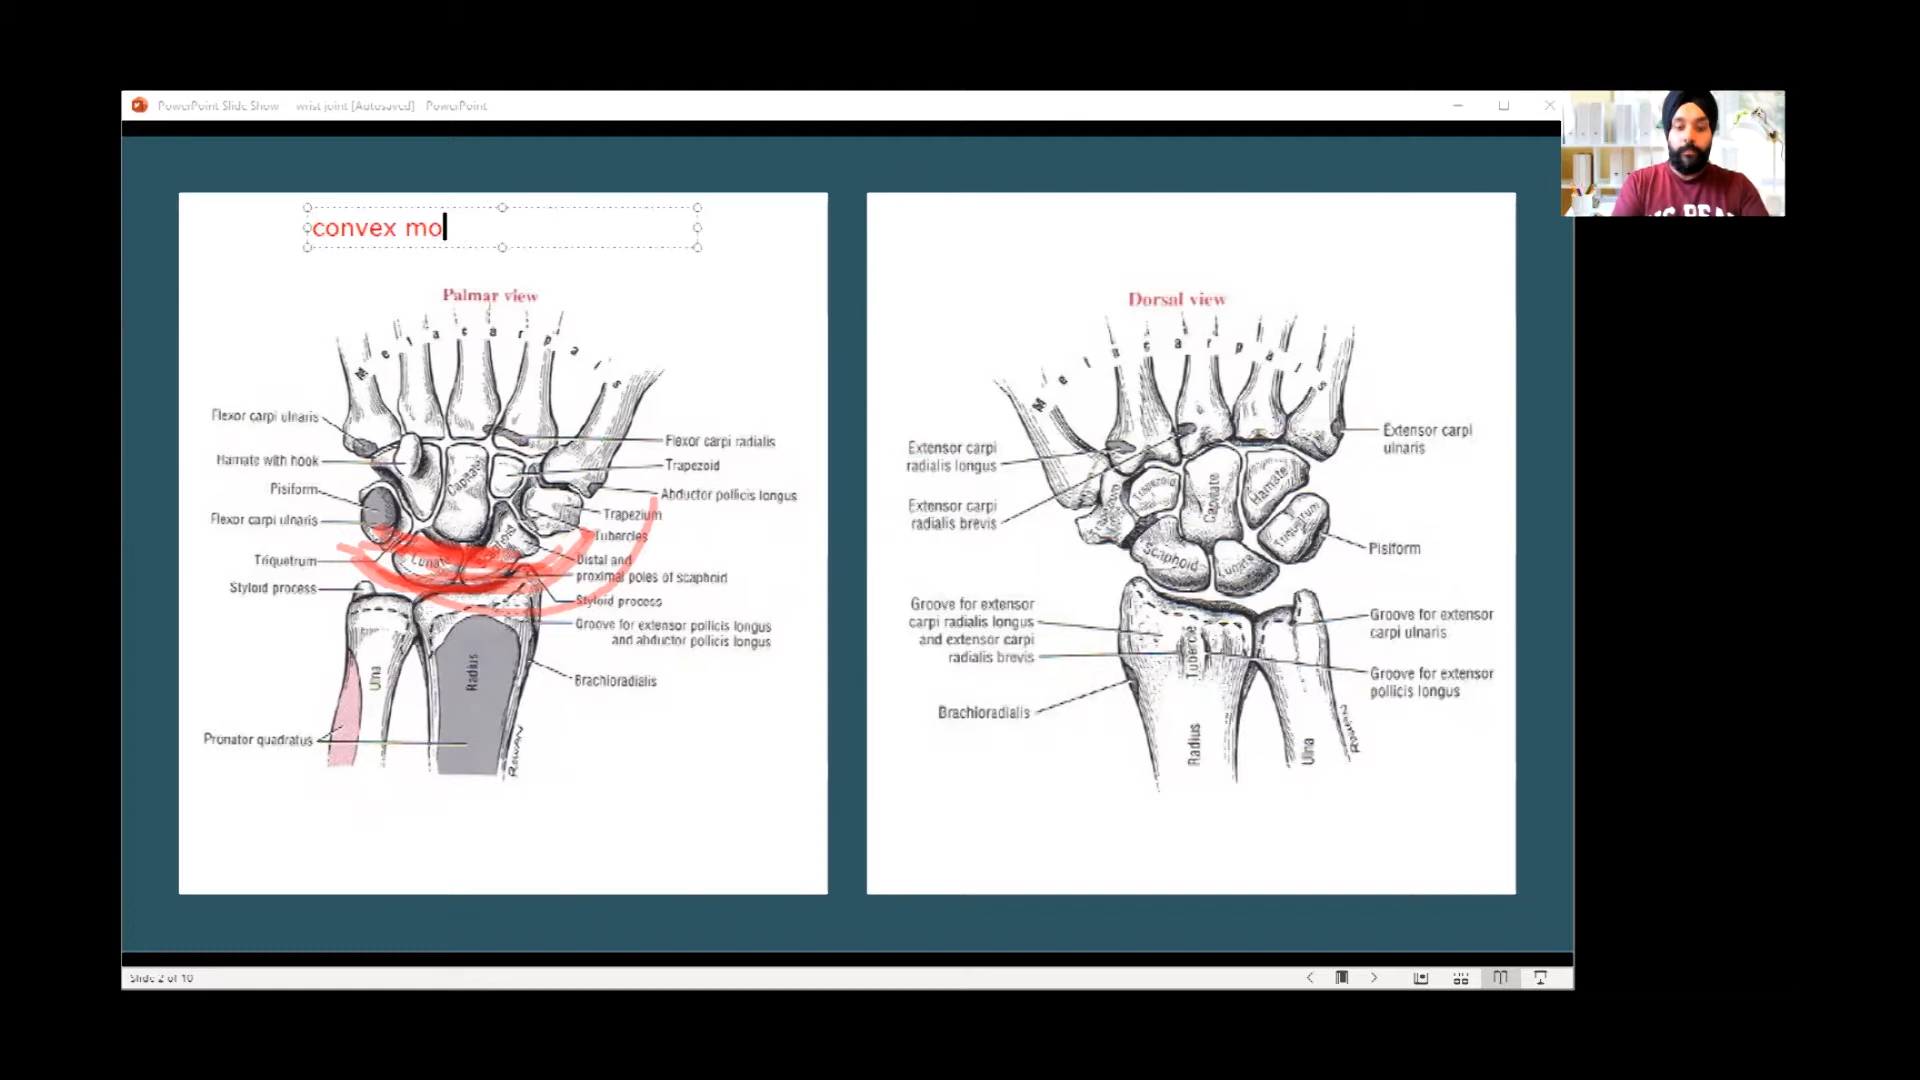 PowerPoint Slide Show - wrist joint [Autosaved] - PowerPoint
convex mo
Palmar view
Metacarpals
Flexor carpi ulnaris
Hamate with hook
Pisiform
Flexor carpi ulnaris
Triquetrum
Styloid process
Pronator quadratus
Capitate
Lunate
Scaphoid
Ulna
Radius
ROWAN
Flexor carpi radialis
Trapezoid
Abductor pollicis longus
Trapezium
Tubercles
Distal and
proximal poles of scaphoid
Styloid process
Groove for extensor pollicis longus
and abductor pollicis longus
Brachioradialis
Dorsal view
Metacarpals
Extensor carpi
radialis longus
Extensor carpi
radialis brevis
Groove for extensor
carpi radialis longus
and extensor carpi
radialis brevis
Brachioradialis
Trapezoid
Capitate
Hamate
Triquetrum
Scaphoid
Lunate
Tubercle
Radius
Ulna
Extensor carpi
ulnaris
Pisiform
Groove for extensor
carpi ulnaris
Groove for extensor
pollicis longus
Slide 2 of 10